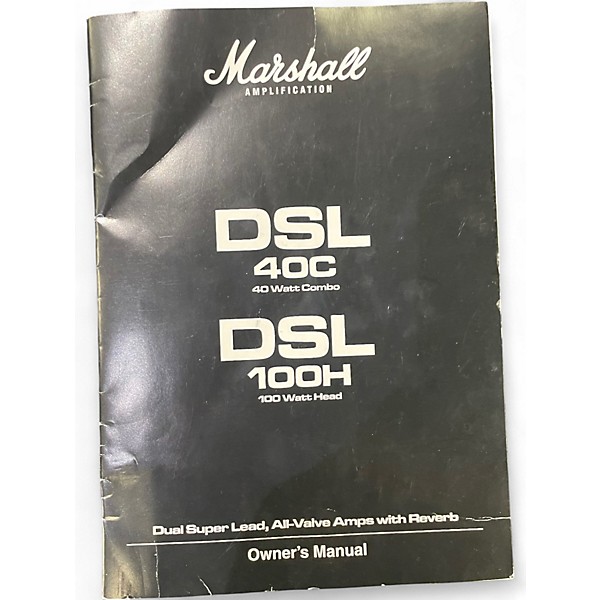 Marshall
AMPLIFICATION
DSL
40C
40 Watt Combo
DSL
100H
100 Watt Head
Dual Super Lead, All-Valve Amps with Reverb
Owner's Manual